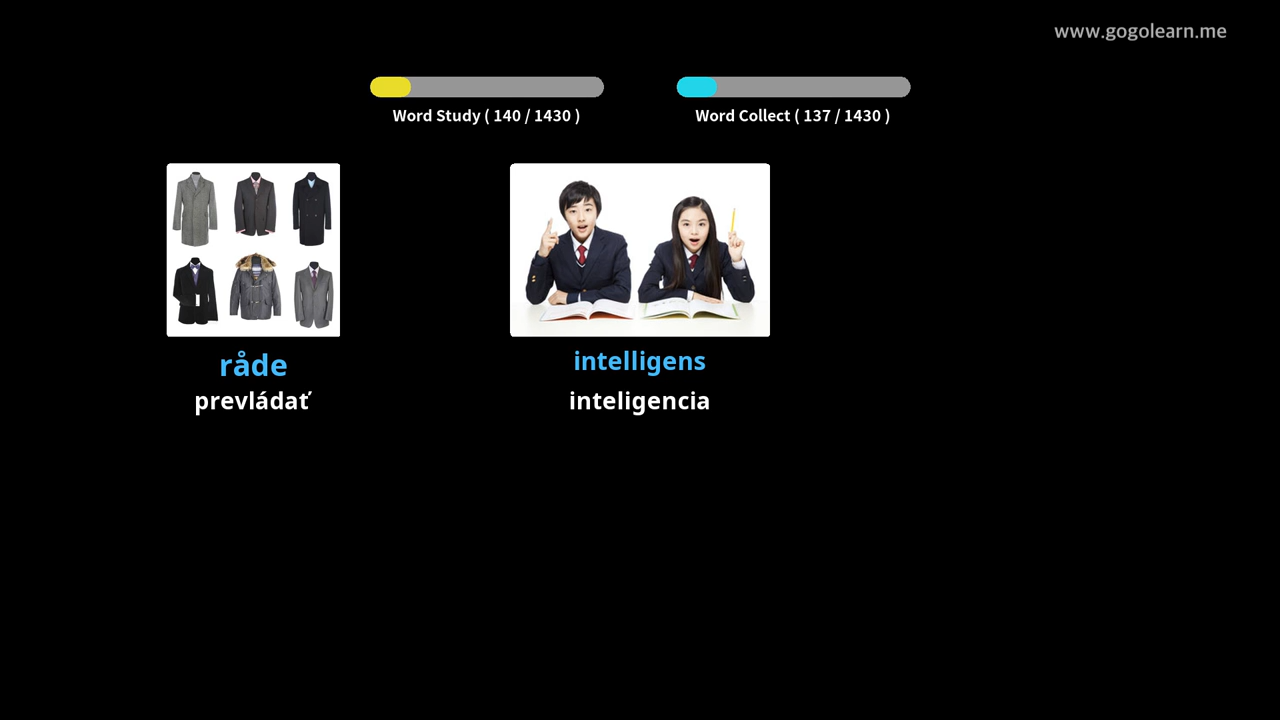 www.gogolearn.me
Word Study ( 140 / 1430 )
Word Collect ( 137 / 1430 )
råde
prevládať
intelligens
inteligencia